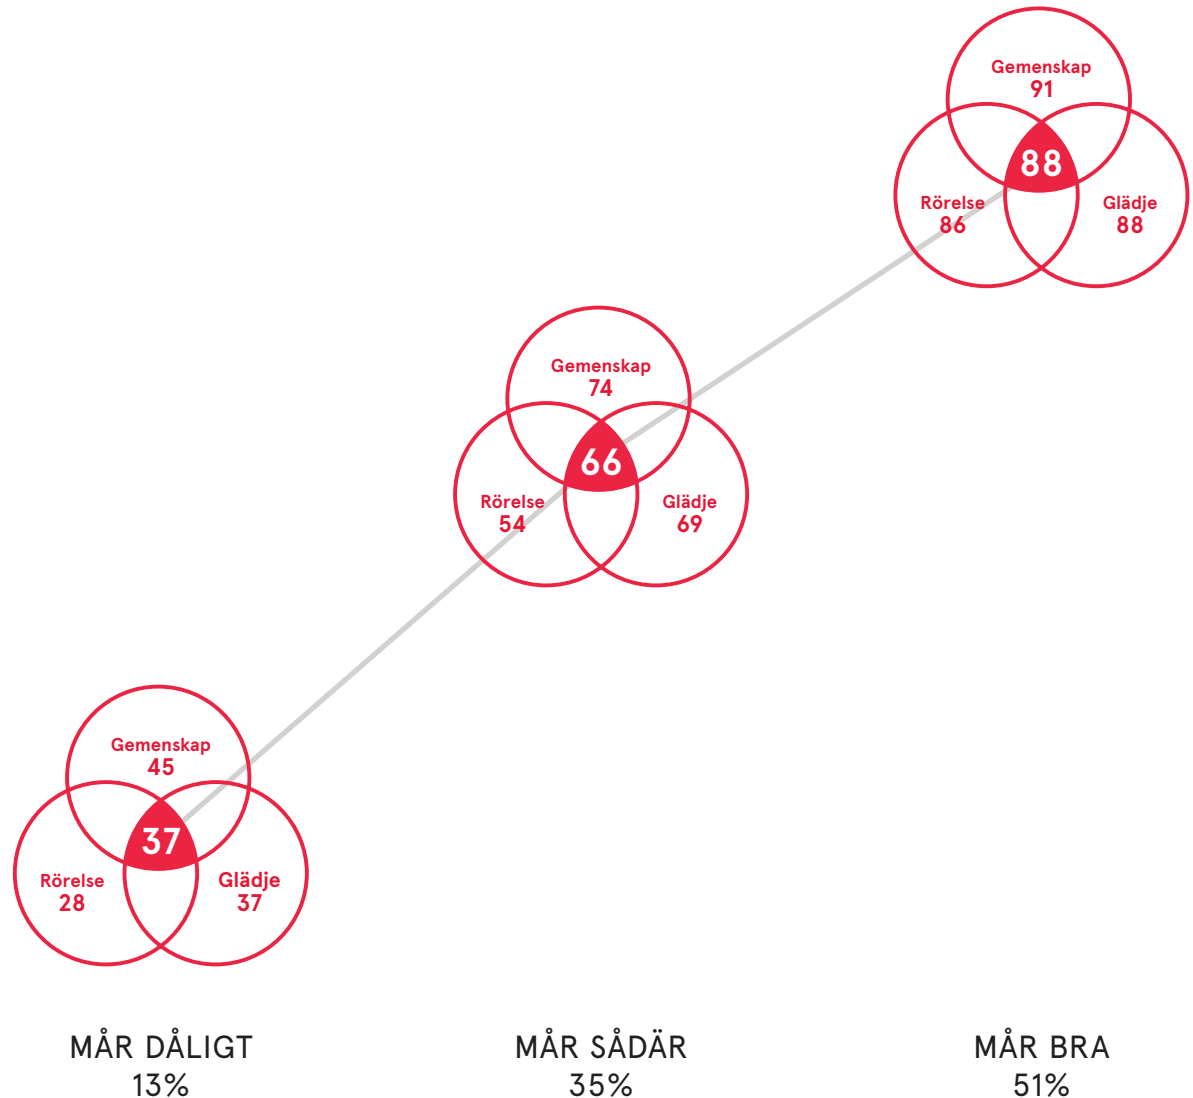 Gemenskap
91
88
Rörelse
86
Glädje
88
Gemenskap
74
66
Rörelse
54
Glädje
69
Gemenskap
45
37
Rörelse
28
Glädje
37
MÅR DÅLIGT
13%
MÅR SÅDÄR
35%
MÅR BRA
51%